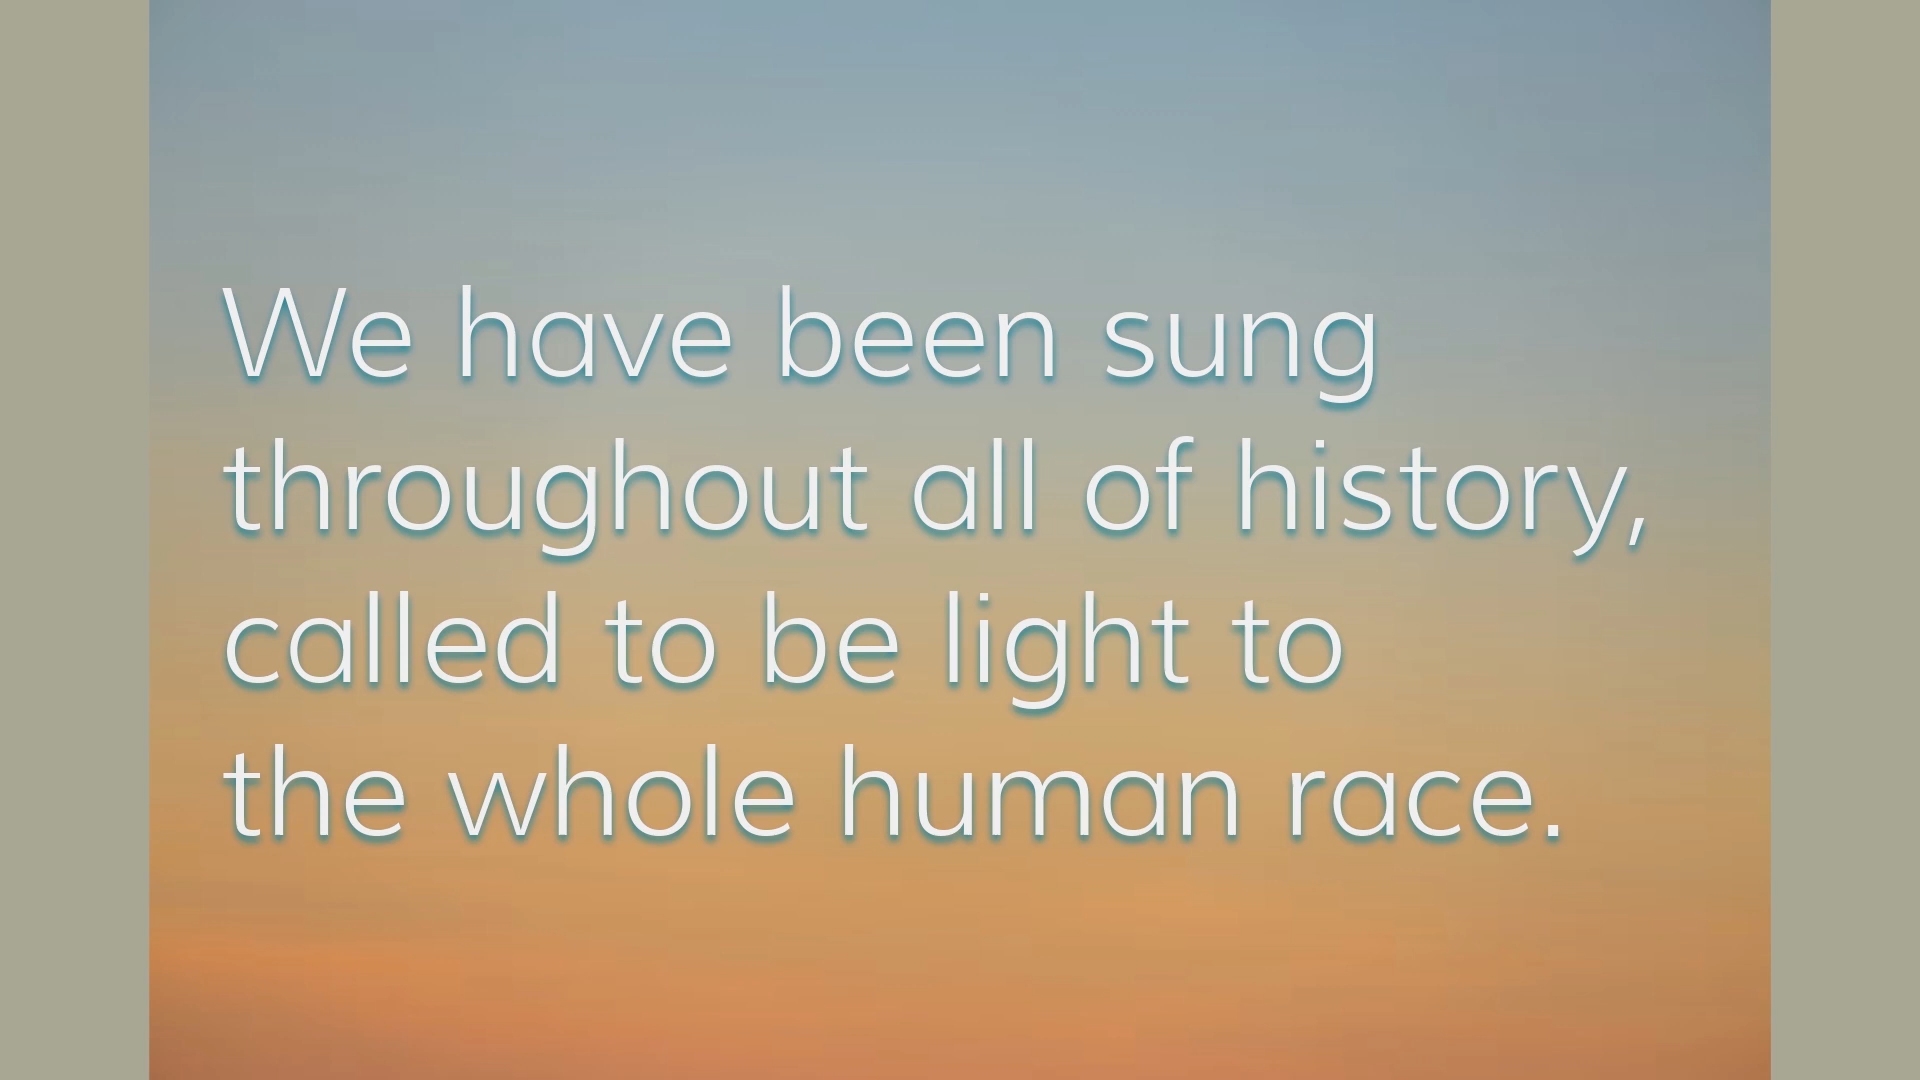 We have been sung
throughout all of history,
called to be light to
the whole human race.